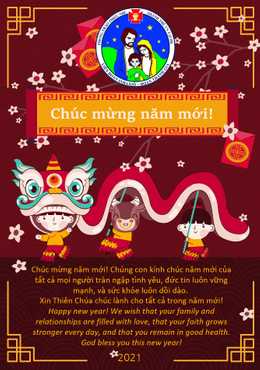 Chúc mừng năm mới!
Chúc mừng năm mới! Chúng con kính chúc năm mới của
tất cả mọi người tràn ngập tình yêu, đức tin luôn vững
mạnh, và sức khỏe luôn dồi dào.
Xin Thiên Chúa chúc lành cho tất cả trong năm mới!
Happy new year! We wish that your family and
relationships are filled with love, that your faith grows
stronger every day, and that you remain in good health.
God bless you this new year!
2021